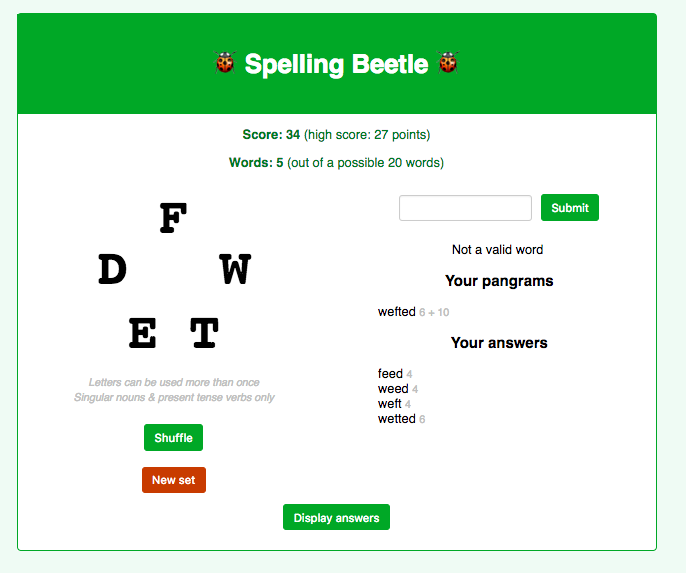 🐞 Spelling Beetle 🐞
Score: 34 (high score: 27 points)
Words: 5 (out of a possible 20 words)
F
D W
E T
Letters can be used more than once
Singular nouns & present tense verbs only
Shuffle
New set
Submit
Not a valid word
Your pangrams
wefted 6 + 10
Your answers
feed 4
weed 4
weft 4
wetted 6
Display answers